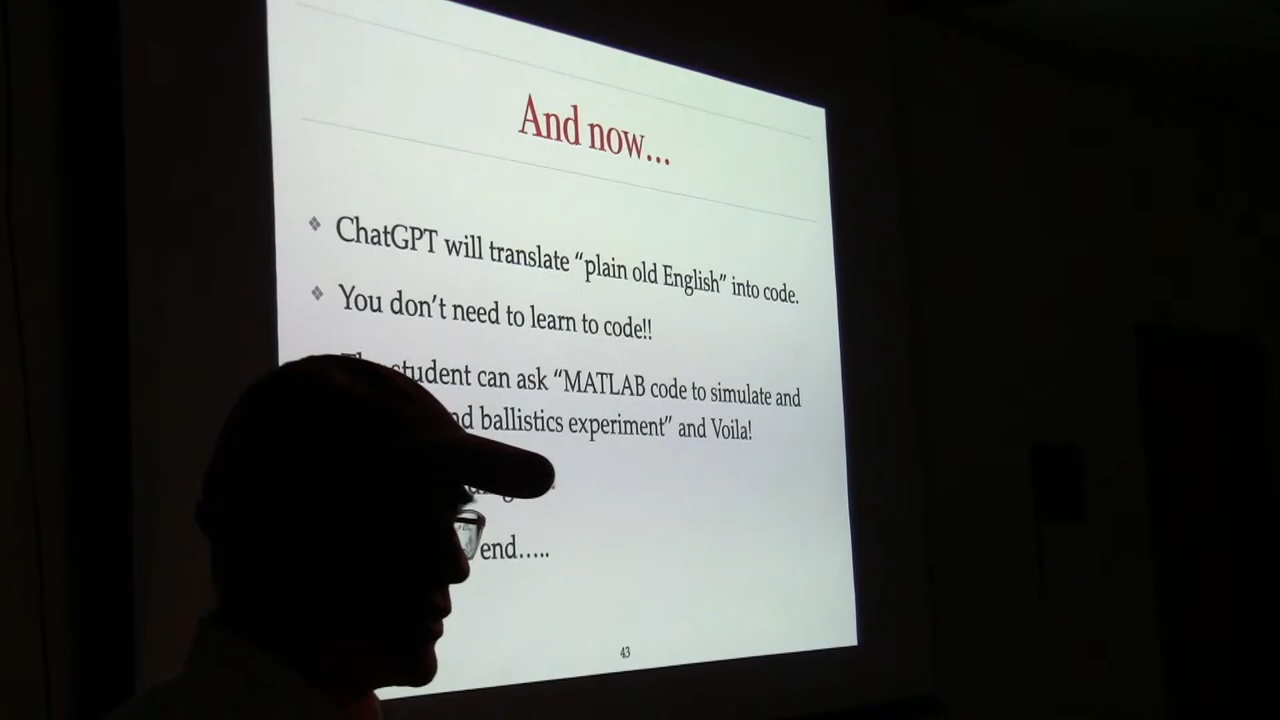 And now...
ChatGPT will translate “plain old English” into code.
You don’t need to learn to code!!
student can ask “MATLAB code to simulate and
ballistics experiment” and Voila!
end.....
43